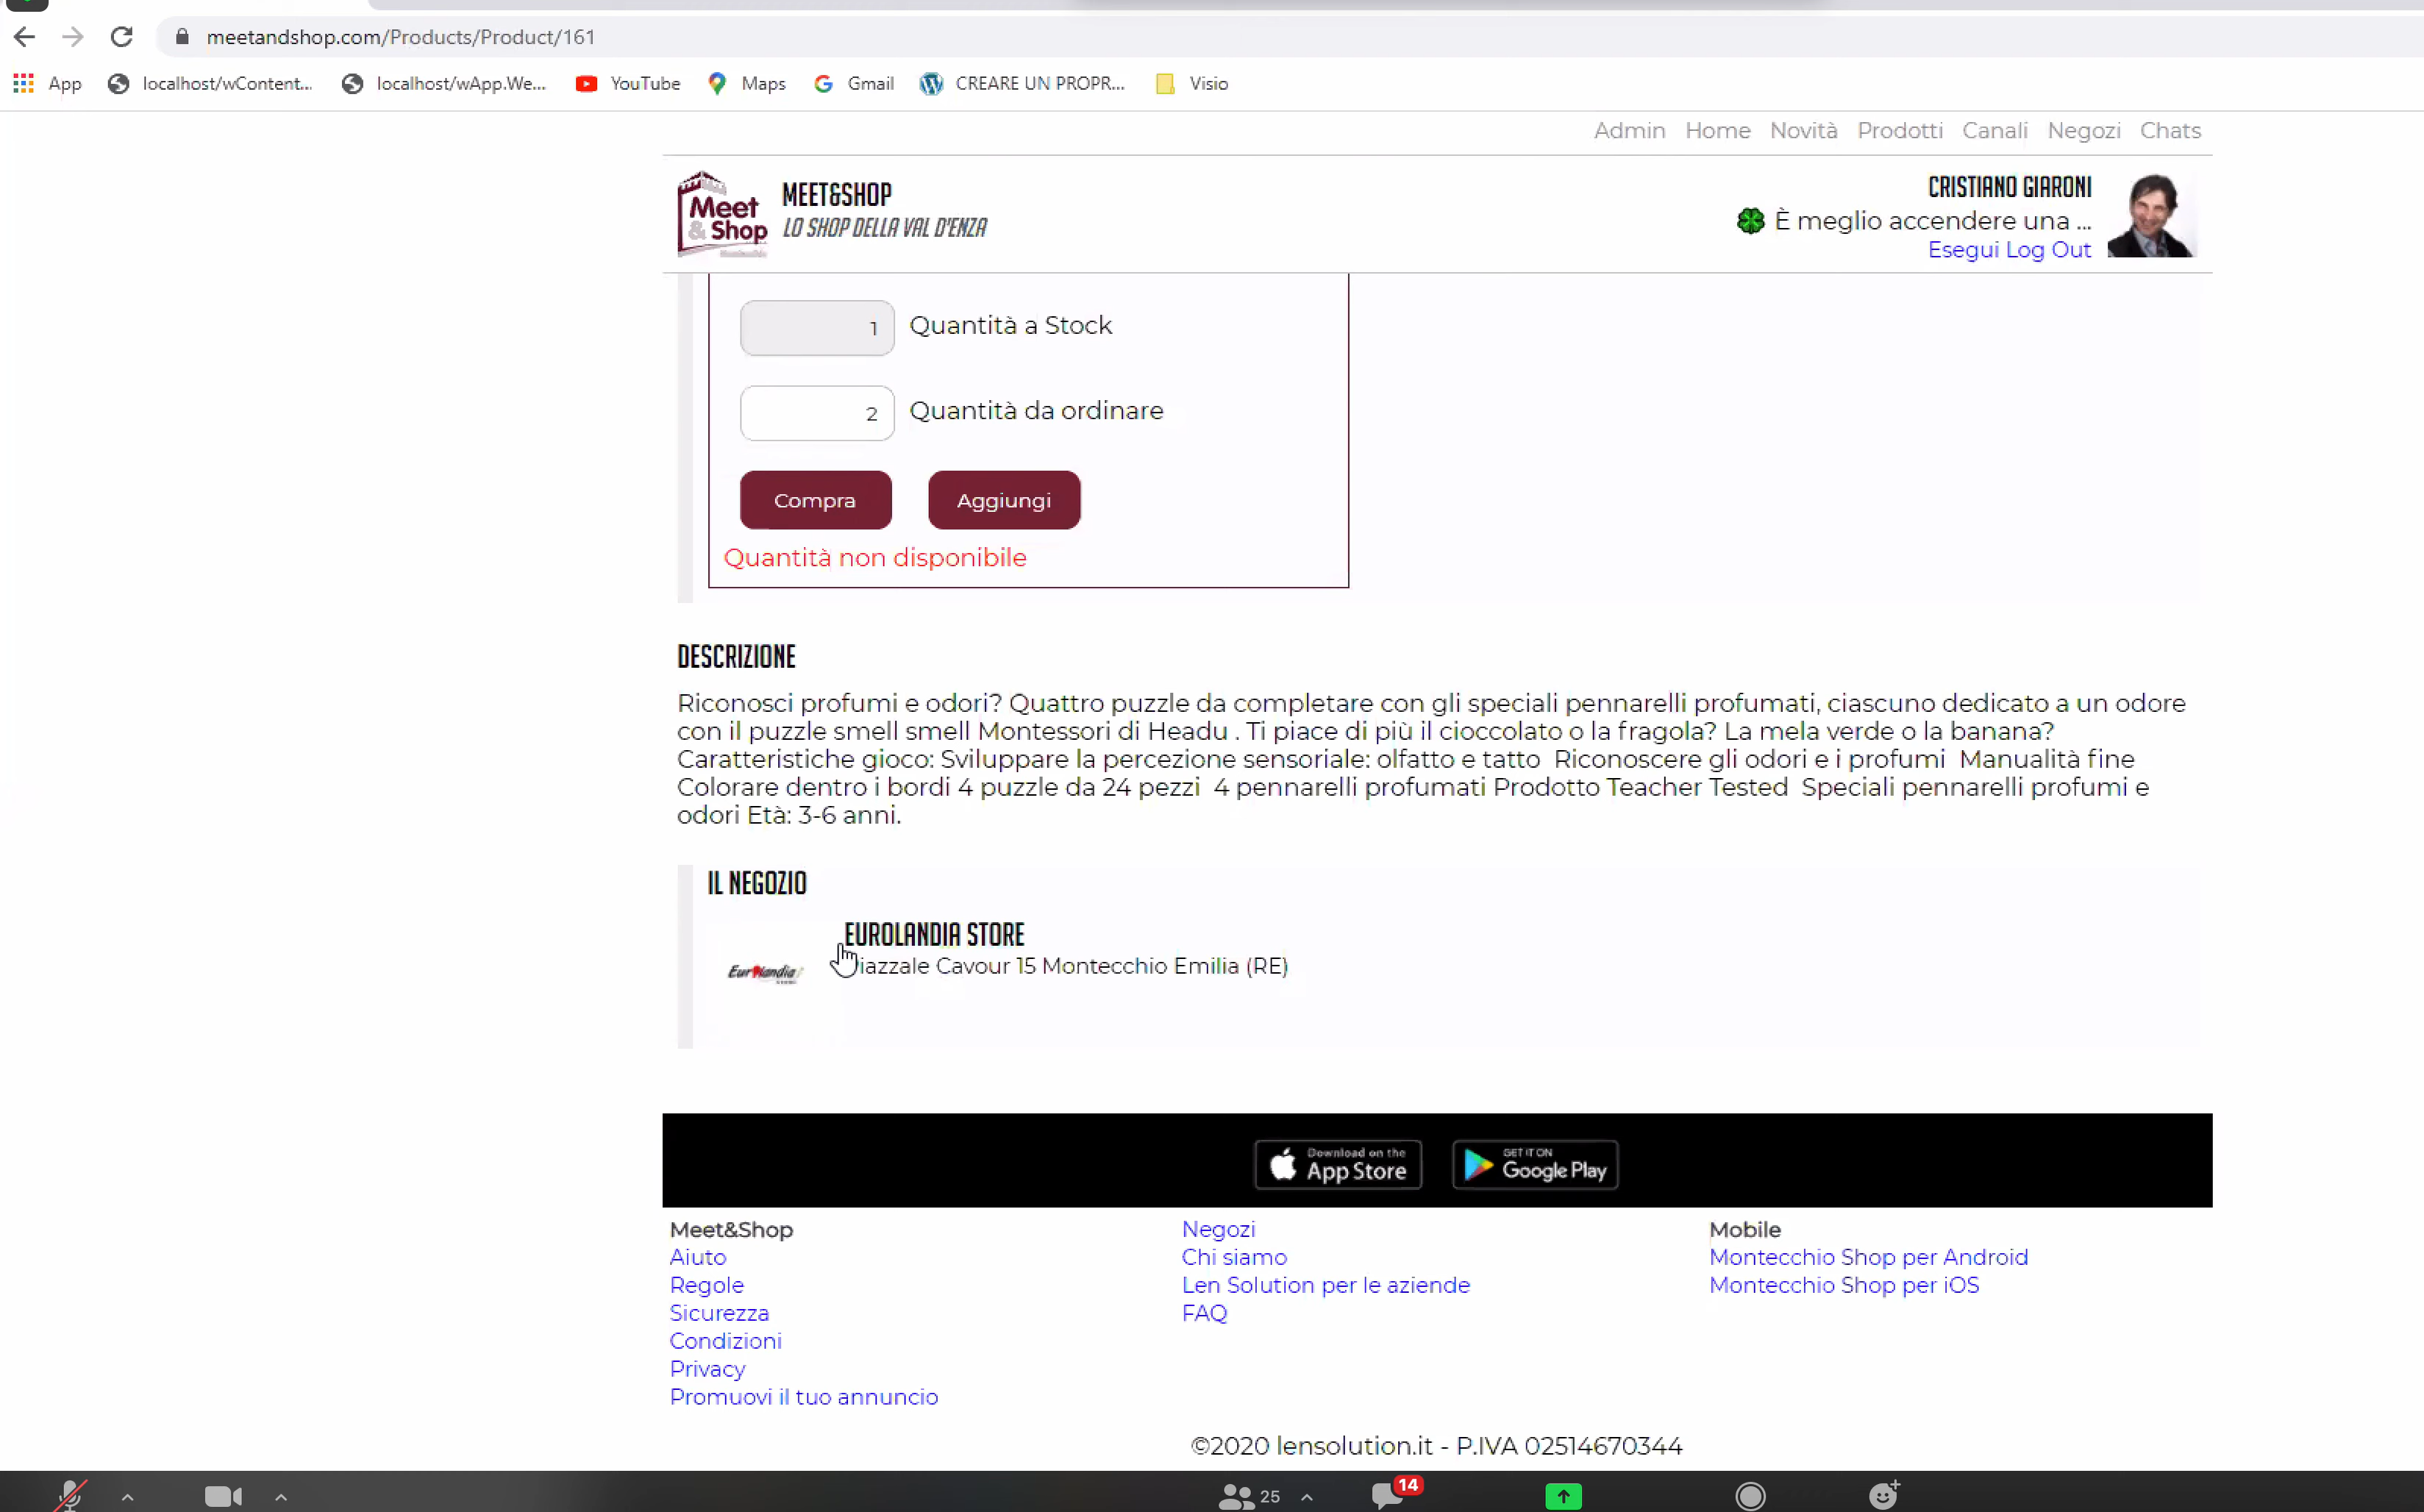 meetandshop.com/Products/Product/161
App localhost/wContent... localhost/wApp.We... YouTube Maps Gmail CREARE UN PROPR... Visio
Admin Home Novità Prodotti Canali Negozi Chats
Meet
& Shop
MEET&SHOP
LO SHOP DELLA VAL D'ENZA
CRISTIANO GIARONI
È meglio accendere una ...
Esegui Log Out
1 Quantità a Stock
2 Quantità da ordinare
Compra Aggiungi
Quantità non disponibile
DESCRIZIONE
Riconosci profumi e odori? Quattro puzzle da completare con gli speciali pennarelli profumati, ciascuno dedicato a un odore
con il puzzle smell smell Montessori di Headu . Ti piace di più il cioccolato o la fragola? La mela verde o la banana?
Caratteristiche gioco: Sviluppare la percezione sensoriale: olfatto e tatto Riconoscere gli odori e i profumi Manualità fine
Colorare dentro i bordi 4 puzzle da 24 pezzi 4 pennarelli profumati Prodotto Teacher Tested Speciali pennarelli profumi e
odori Età: 3-6 anni.
IL NEGOZIO
Eurolandia
EUROLANDIA STORE
Piazzale Cavour 15 Montecchio Emilia (RE)
Download on the
App Store
GET IT ON
Google Play
Meet&Shop
Aiuto
Regole
Sicurezza
Condizioni
Privacy
Promuovi il tuo annuncio
Negozi
Chi siamo
Len Solution per le aziende
FAQ
Mobile
Montecchio Shop per Android
Montecchio Shop per iOS
©2020 lensolution.it - P.IVA 02514670344
25 14